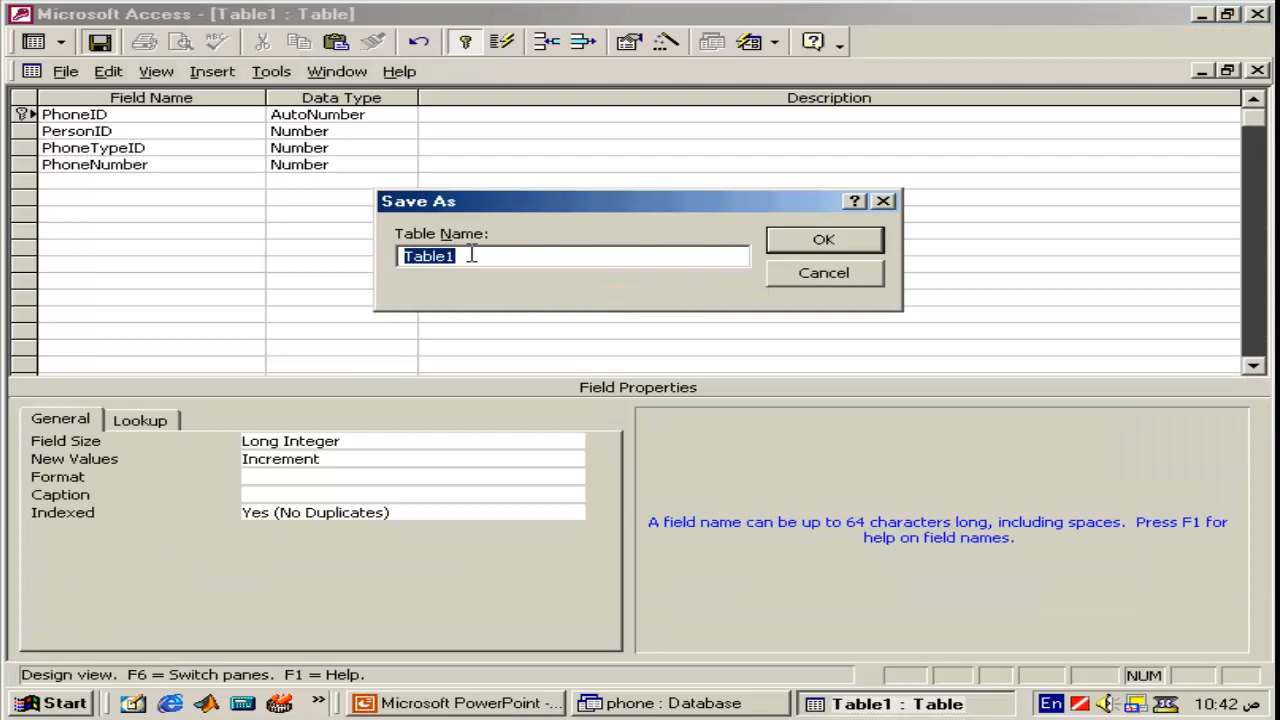 Microsoft Access - [Table1 : Table]
File Edit View Insert Tools Window Help
Field Name Data Type Description
PhoneID AutoNumber
PersonID Number
PhoneTypeID Number
PhoneNumber Number
Save As
Table Name:
Table1
OK
Cancel
Field Properties
General Lookup
Field Size Long Integer
New Values Increment
Format
Caption
Indexed Yes (No Duplicates)
A field name can be up to 64 characters long, including spaces. Press F1 for
help on field names.
Design view. F6 = Switch panes. F1 = Help. NUM
Start » Microsoft PowerPoint -... phone : Database Table1 : Table En 10:42 ص